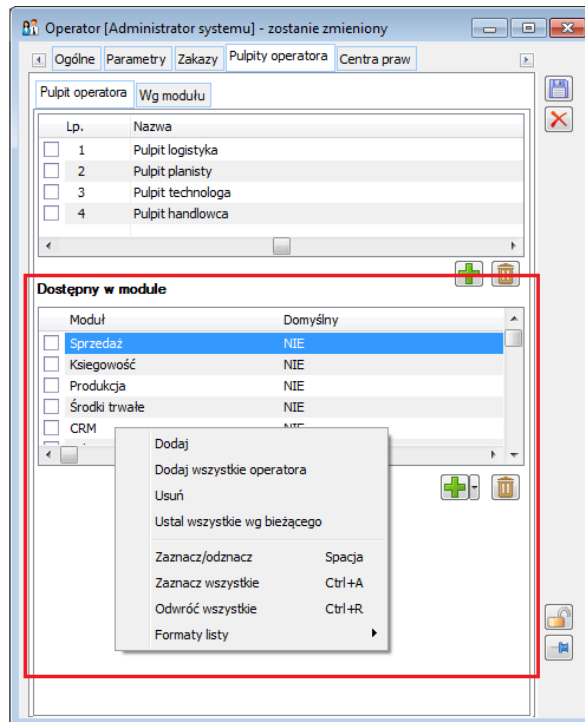 Operator [Administrator systemu] - zostanie zmieniony
Ogólne Parametry Zakazy Pulpity operatora Centra praw
Pulpit operatora Wg modułu
Lp. Nazwa
1 Pulpit logistyka
2 Pulpit planisty
3 Pulpit technologa
4 Pulpit handlowca
Dostępny w module
Moduł Domyślny
Sprzedaż NIE
Ksiegowość NIE
Produkcja NIE
Środki trwałe NIE
CRM NIE
Dodaj
Dodaj wszystkie operatora
Usuń
Ustal wszystkie wg bieżącego
Zaznacz/odznacz Spacja
Zaznacz wszystkie Ctrl+A
Odwróć wszystkie Ctrl+R
Formaty listy